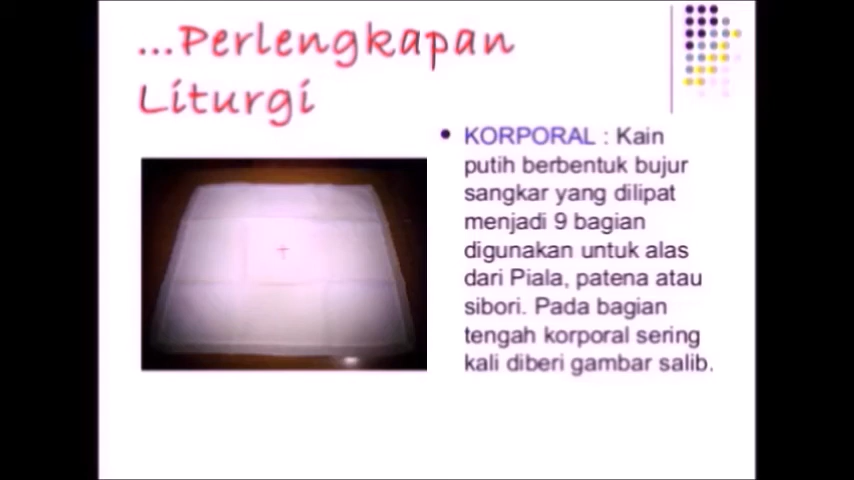 ...Perlengkapan
Liturgi
KORPORAL : Kain
putih berbentuk bujur
sangkar yang dilipat
menjadi 9 bagian
digunakan untuk alas
dari Piala, patena atau
sibori. Pada bagian
tengah korporal sering
kali diberi gambar salib.